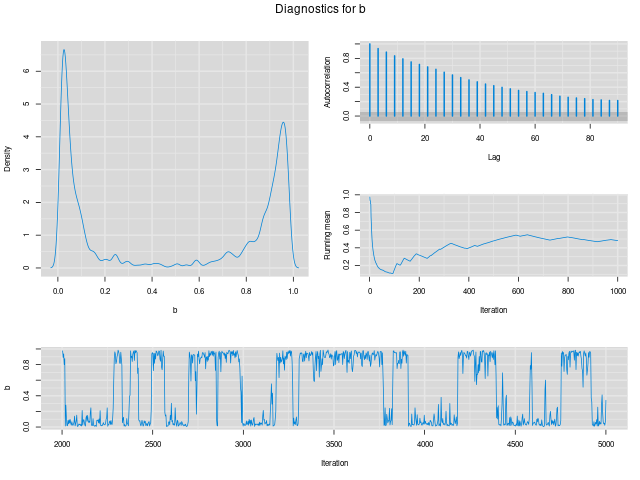 Diagnostics for b
Density
0 1 2 3 4 5 6
0.0 0.2 0.4 0.6 0.8 1.0
b
Autocorrelation
0.0 0.4 0.8
0 20 40 60 80
Lag
Running mean
0.2 0.4 0.6 0.8 1.0
0 200 400 600 800 1000
Iteration
b
0.0 0.4 0.8
2000 2500 3000 3500 4000 4500 5000
Iteration